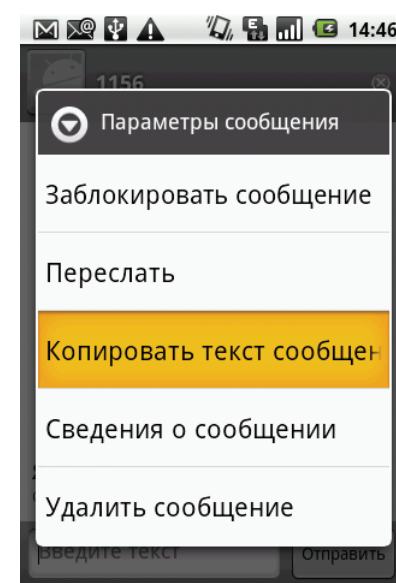 14:46
1156
Параметры сообщения
Заблокировать сообщение
Переслать
Копировать текст сообщен
Сведения о сообщении
Удалить сообщение
Введите текст
Отправить